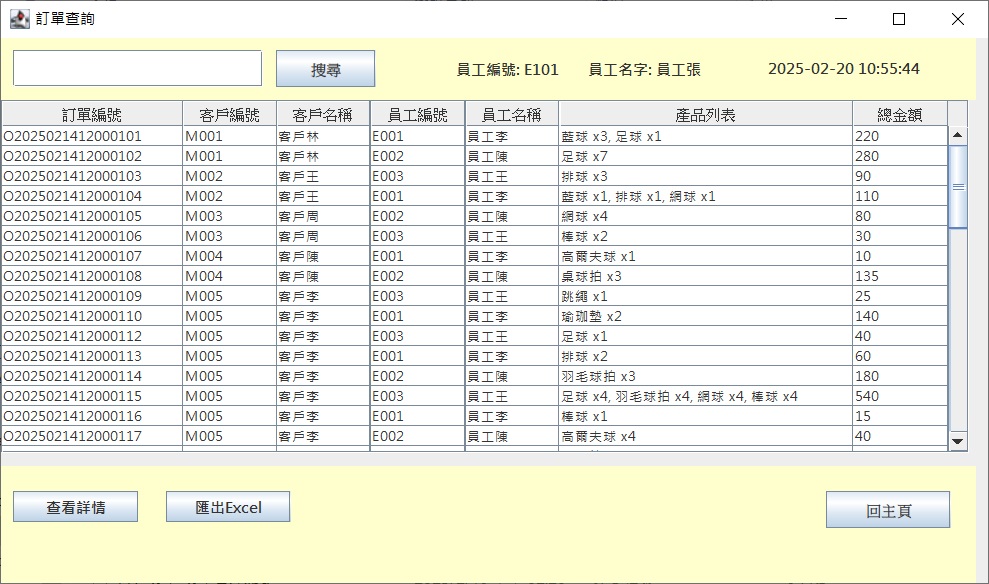 訂單查詢
搜尋 員工編號: E101 員工名字: 員工張 2025-02-20 10:55:44
訂單編號 客戶編號 客戶名稱 員工編號 員工名稱 產品列表 總金額
O2025021412000101 M001 客戶林 E001 員工李 藍球 x3, 足球 x1 220
O2025021412000102 M001 客戶林 E002 員工陳 足球 x7 280
O2025021412000103 M002 客戶王 E003 員工王 排球 x3 90
O2025021412000104 M002 客戶王 E001 員工李 藍球 x1, 排球 x1, 網球 x1 110
O2025021412000105 M003 客戶周 E002 員工陳 網球 x4 80
O2025021412000106 M003 客戶周 E003 員工王 棒球 x2 30
O2025021412000107 M004 客戶陳 E001 員工李 高爾夫球 x1 10
O2025021412000108 M004 客戶陳 E002 員工陳 桌球拍 x3 135
O2025021412000109 M005 客戶李 E003 員工王 跳繩 x1 25
O2025021412000110 M005 客戶李 E001 員工李 瑜珈墊 x2 140
O2025021412000112 M005 客戶李 E003 員工王 足球 x1 40
O2025021412000113 M005 客戶李 E001 員工李 排球 x2 60
O2025021412000114 M005 客戶李 E002 員工陳 羽毛球拍 x3 180
O2025021412000115 M005 客戶李 E003 員工王 足球 x4, 羽毛球拍 x4, 網球 x4, 棒球 x4 540
O2025021412000116 M005 客戶李 E001 員工李 棒球 x1 15
O2025021412000117 M005 客戶李 E002 員工陳 高爾夫球 x4 40
查看詳情 匯出Excel 回主頁